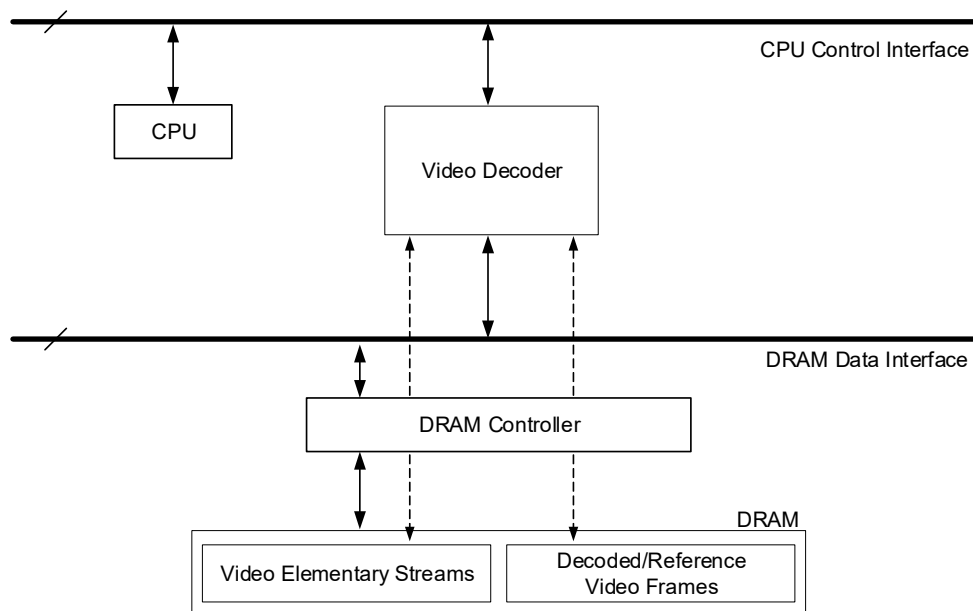 CPU Control Interface
CPU
Video Decoder
DRAM Data Interface
DRAM Controller
DRAM
Video Elementary Streams
Decoded/Reference
Video Frames